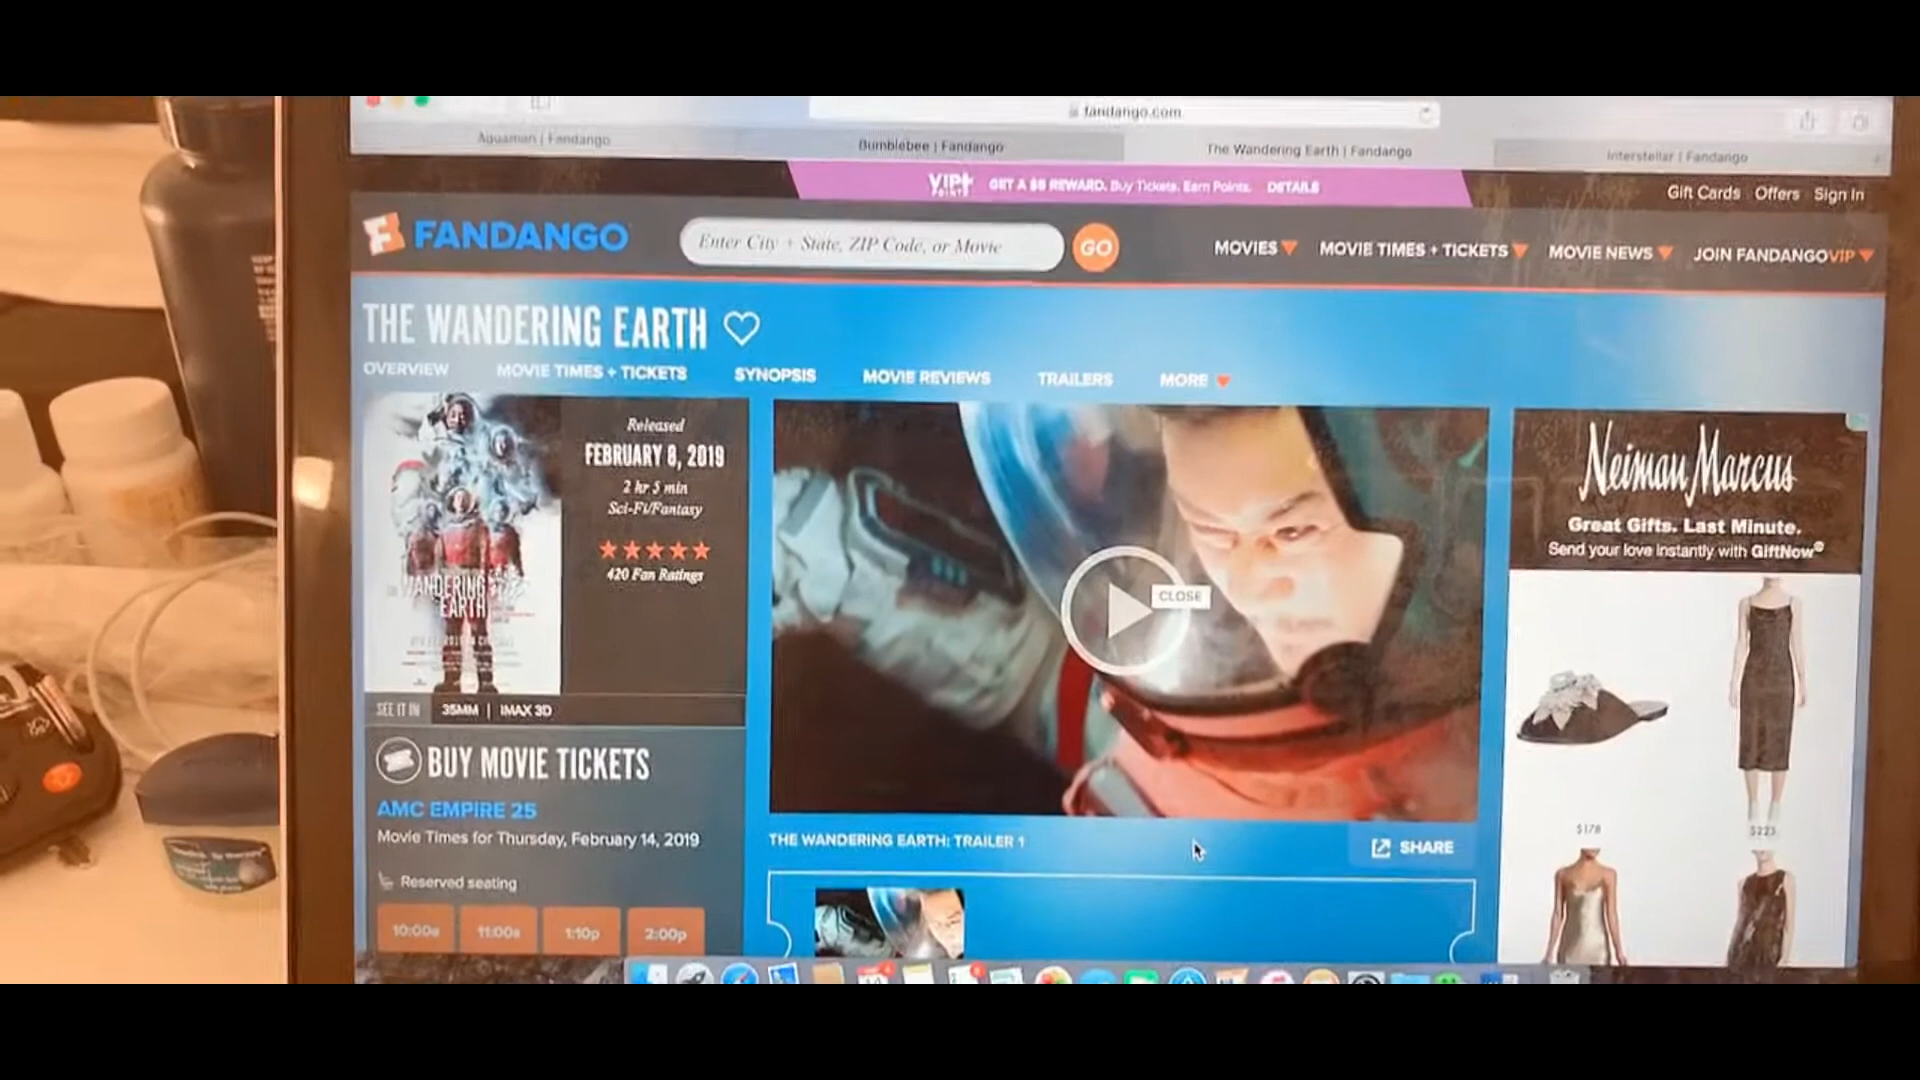 fandango.com
Aquaman | Fandango
Bumblebee | Fandango
The Wandering Earth | Fandango
Interstellar | Fandango
VIP+ POINTS GET A $5 REWARD. Buy Tickets. Earn Points. DETAILS
Gift Cards Offers Sign In
FANDANGO
Enter City + State, ZIP Code, or Movie
GO
MOVIES
MOVIE TIMES + TICKETS
MOVIE NEWS
JOIN FANDANGOVIP
THE WANDERING EARTH
OVERVIEW
MOVIE TIMES + TICKETS
SYNOPSIS
MOVIE REVIEWS
TRAILERS
MORE
Released
FEBRUARY 8, 2019
2 hr 5 min
Sci-Fi/Fantasy
420 Fan Ratings
WANDERING
EARTH
SEE IT IN 35MM | IMAX 3D
BUY MOVIE TICKETS
AMC EMPIRE 25
Movie Times for Thursday, February 14, 2019
Reserved seating
10:00a
11:00a
1:10p
2:00p
CLOSE
THE WANDERING EARTH: TRAILER 1
SHARE
Neiman Marcus
Great Gifts. Last Minute.
Send your love instantly with GiftNow®
$178
$223